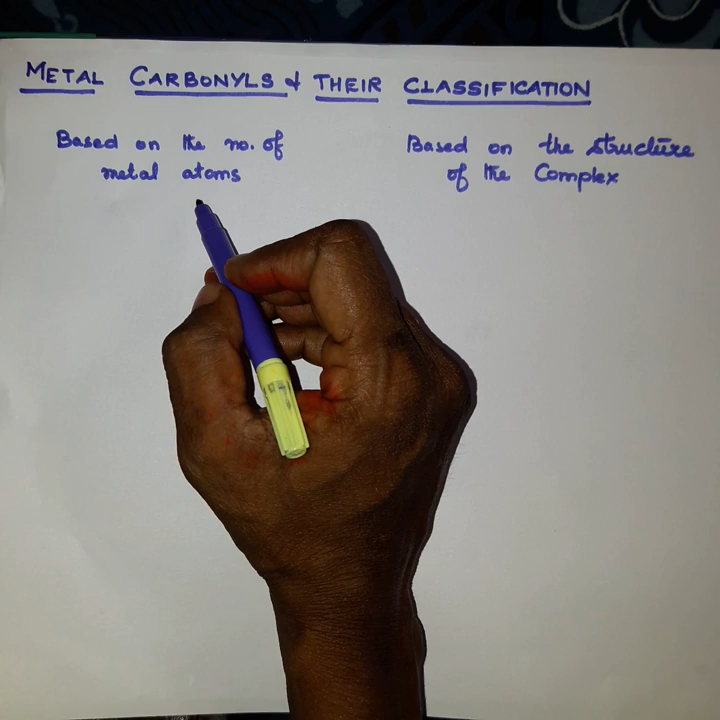 METAL CARBONYLS & THEIR CLASSIFICATION
Based on the no. of
metal atoms
Based on the structure
of the Complex